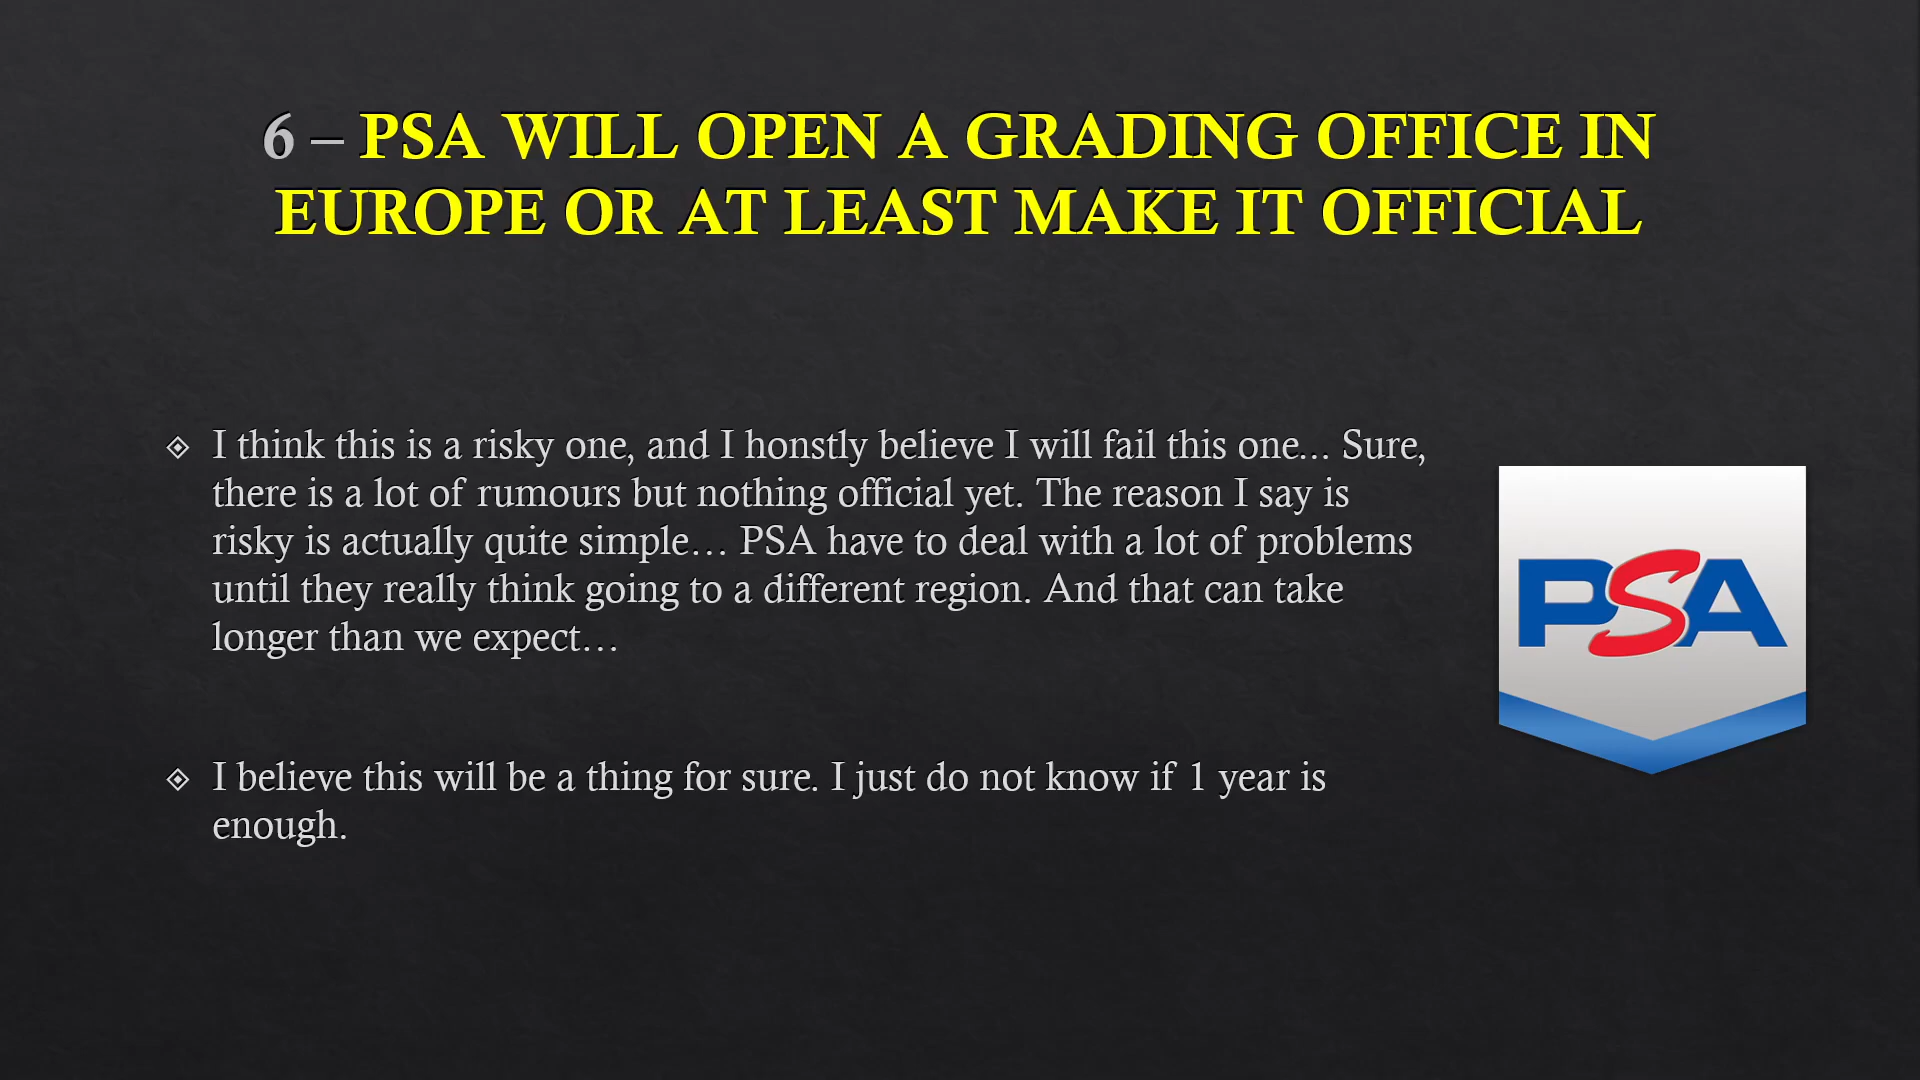 6 – PSA WILL OPEN A GRADING OFFICE IN
EUROPE OR AT LEAST MAKE IT OFFICIAL
I think this is a risky one, and I honstly believe I will fail this one... Sure,
there is a lot of rumours but nothing official yet. The reason I say is
risky is actually quite simple… PSA have to deal with a lot of problems
until they really think going to a different region. And that can take
longer than we expect…
PSA
I believe this will be a thing for sure. I just do not know if 1 year is
enough.